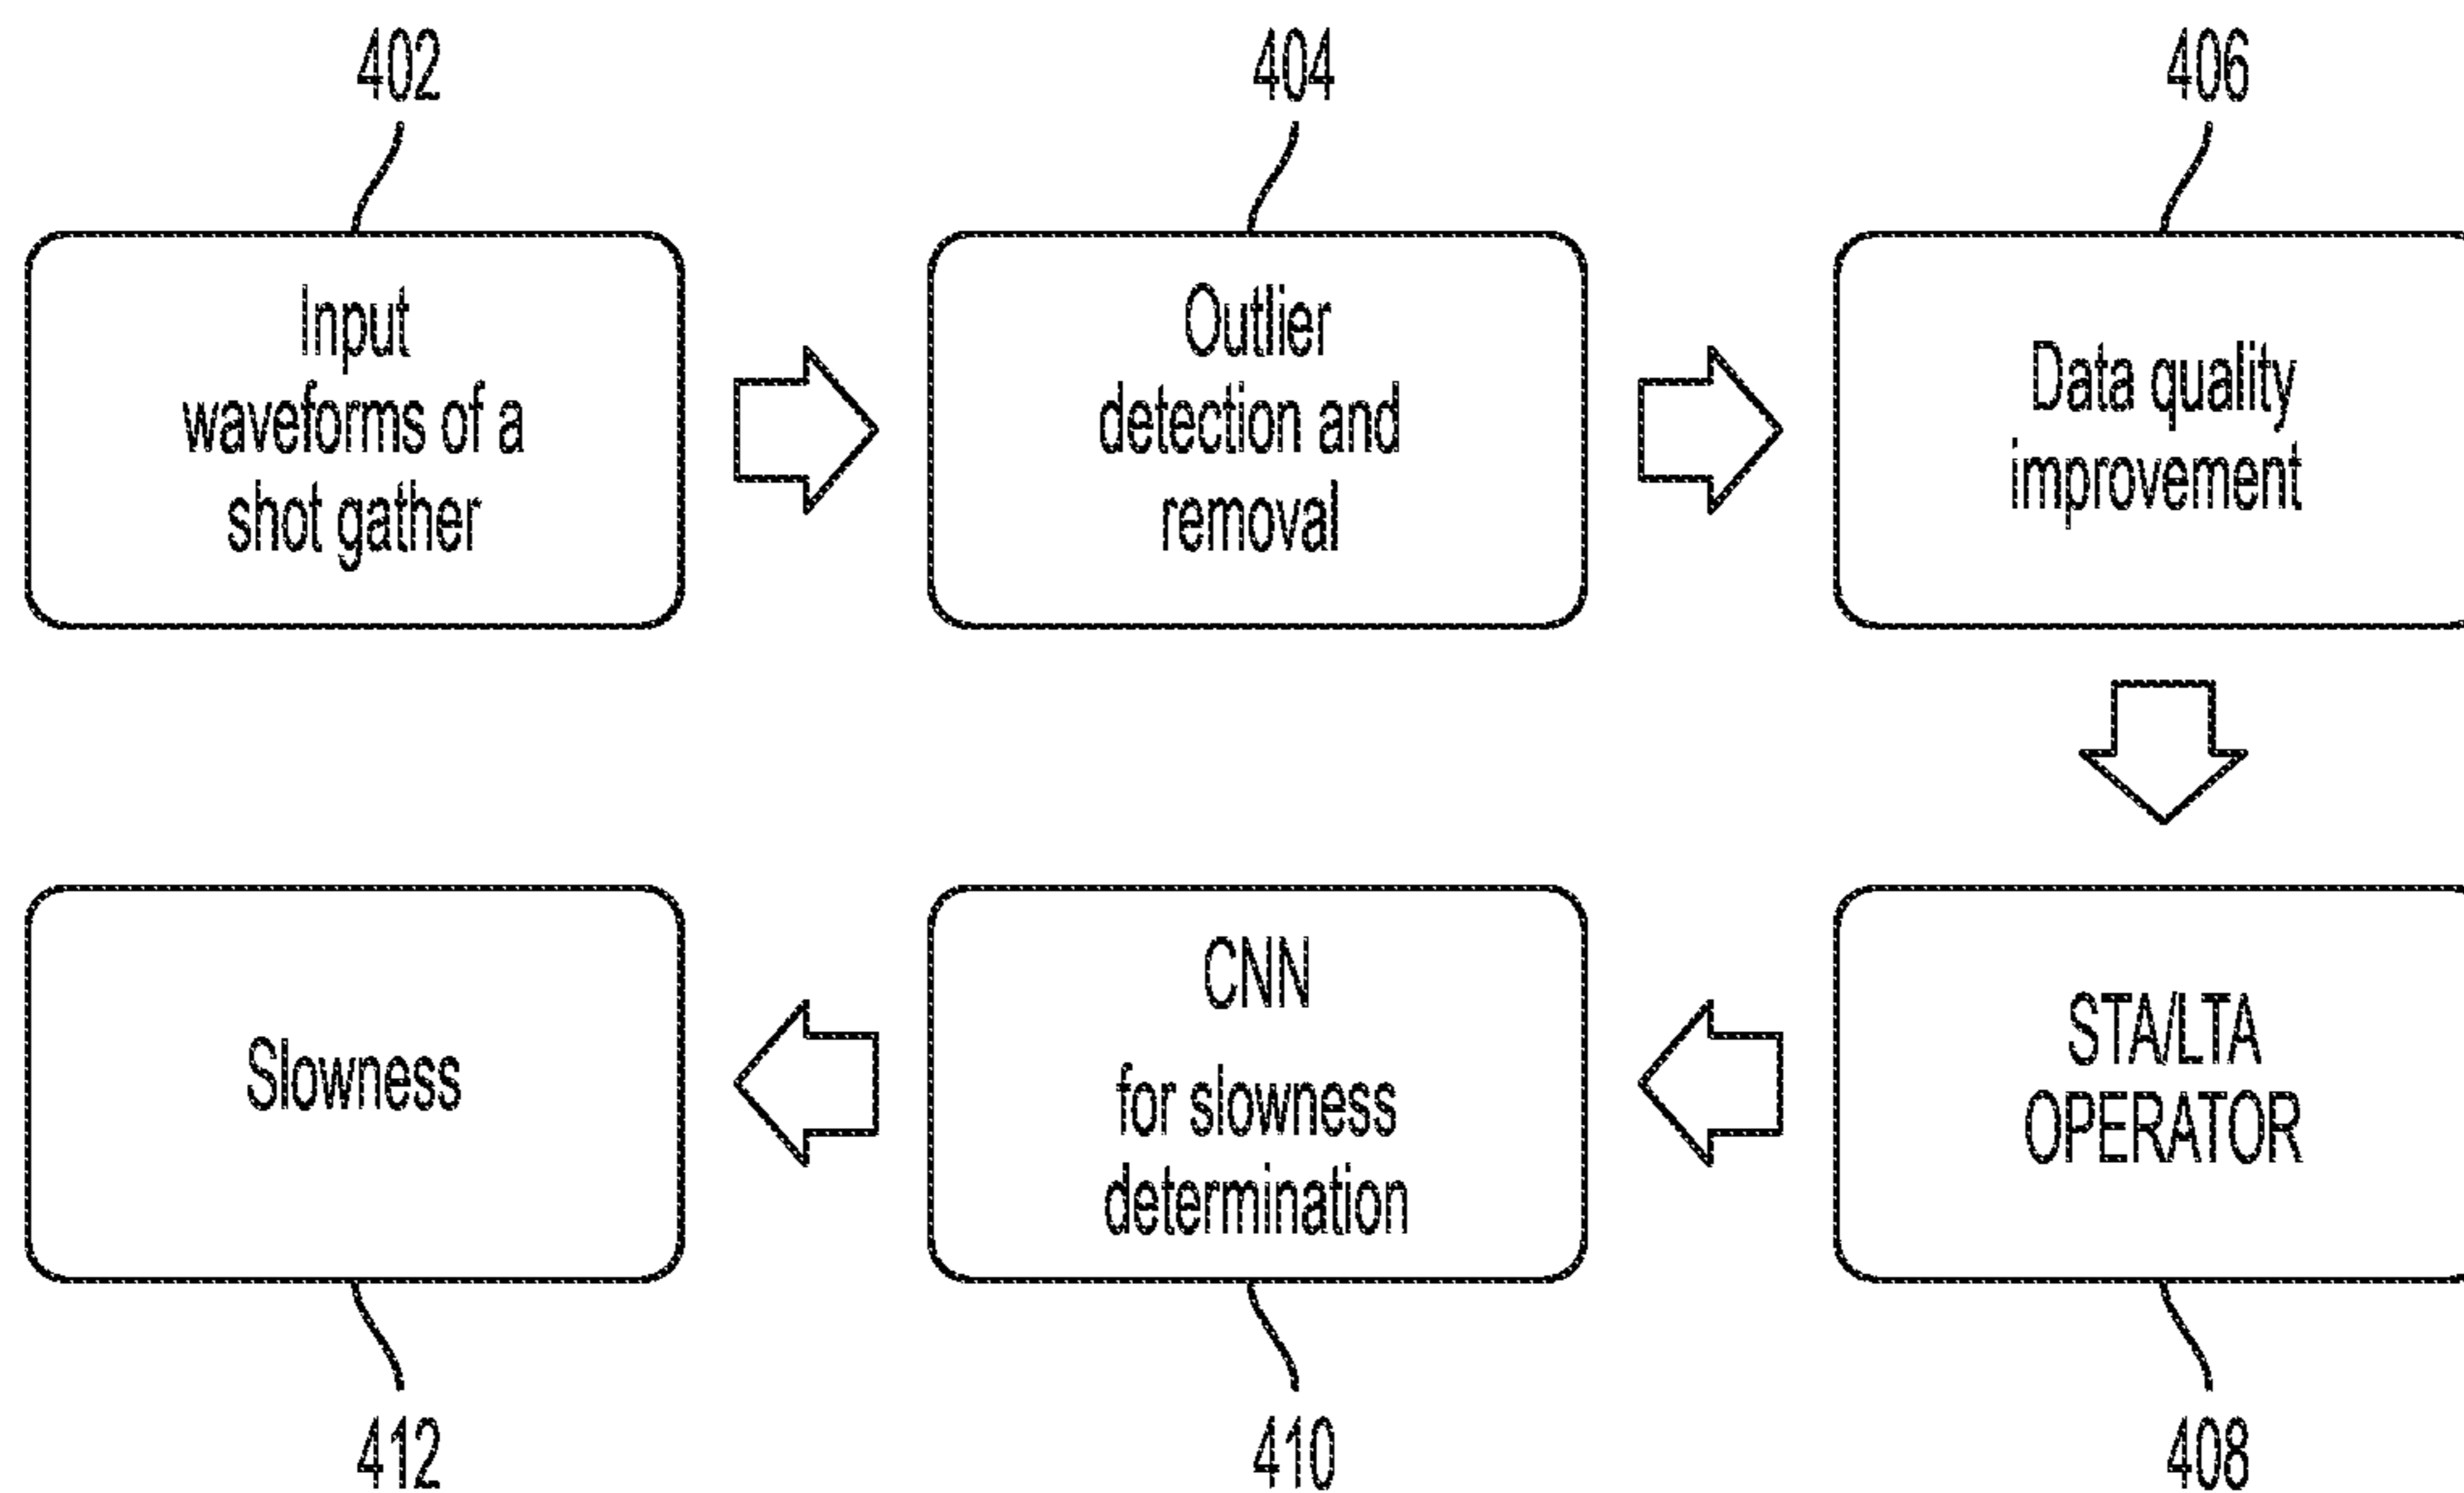 402
404
406
Input
waveforms of a
shot gather
Outlier
detection and
removal
Data quality
improvement
STA/LTA
OPERATOR
CNN
for slowness
determination
Slowness
412
410
408